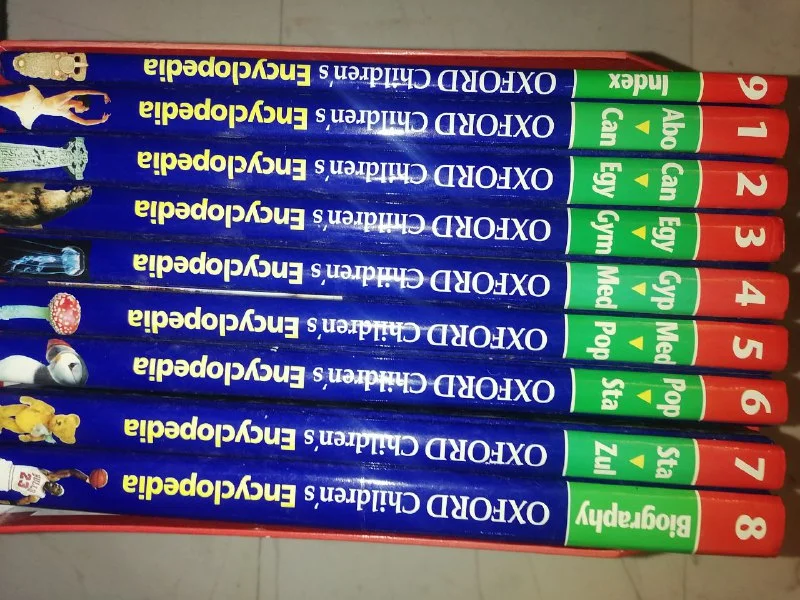 9
Index
OXFORD Children's Encyclopedia
1
Abo
Can
OXFORD Children's Encyclopedia
2
Can
Egy
OXFORD Children's Encyclopedia
3
Egy
Gym
OXFORD Children's Encyclopedia
4
Gyp
Med
OXFORD Children's Encyclopedia
5
Med
Pop
OXFORD Children's Encyclopedia
6
Pop
Sta
OXFORD Children's Encyclopedia
7
Sta
Zul
OXFORD Children's Encyclopedia
8
Biography
OXFORD Children's Encyclopedia
23